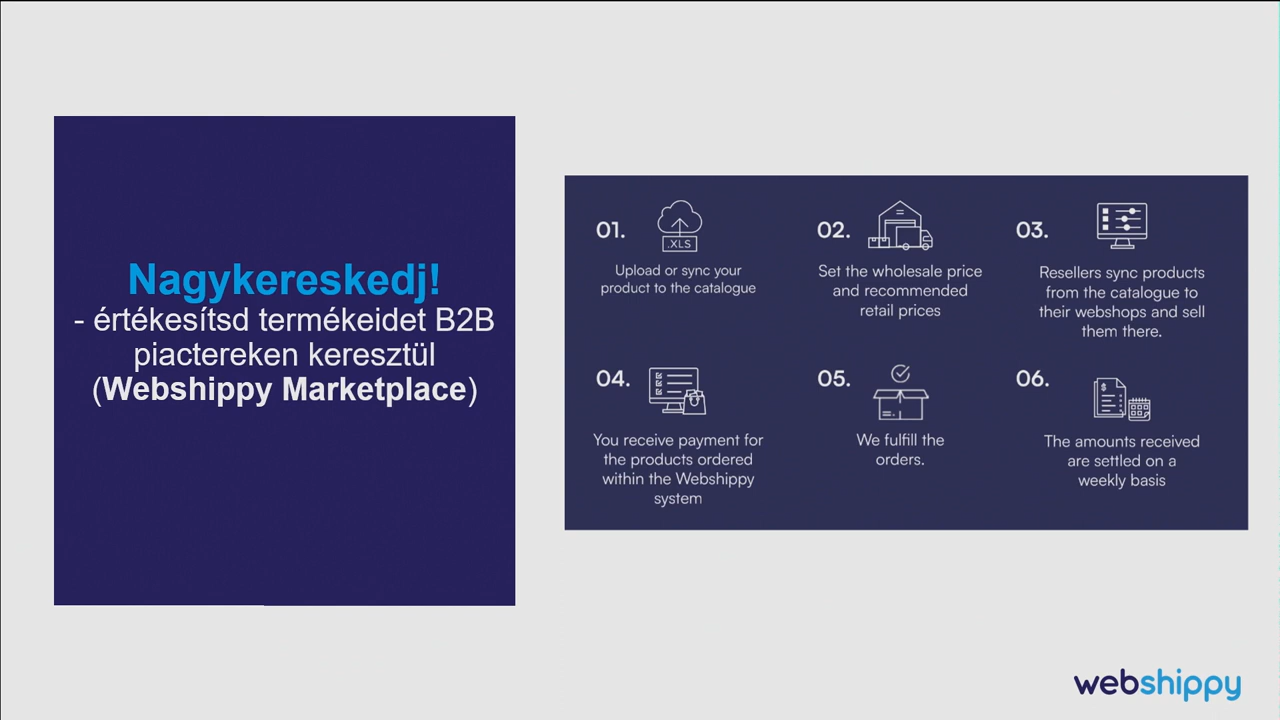 Nagykereskedj!
- értékesítsd termékeidet B2B
piactereken keresztül
(Webshippy Marketplace)
01.
.XLS
Upload or sync your
product to the catalogue
02.
Set the wholesale price
and recommended
retail prices
03.
Resellers sync products
from the catalogue to
their webshops and sell
them there.
04.
You receive payment for
the products ordered
within the Webshippy
system
05.
We fulfill the
orders.
06.
$
The amounts received
are settled on a
weekly basis
webshippy